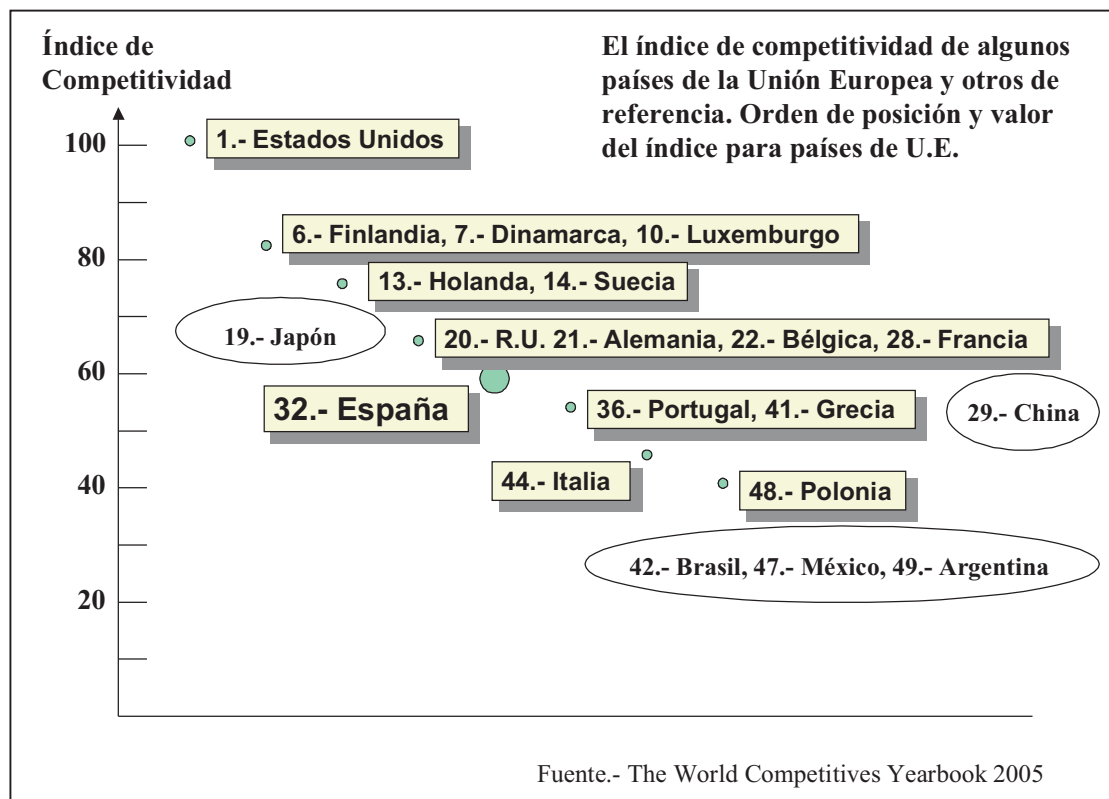 Índice de
Competitividad
El índice de competitividad de algunos
países de la Unión Europea y otros de
referencia. Orden de posición y valor
del índice para países de U.E.
100
1.- Estados Unidos
6.- Finlandia, 7.- Dinamarca, 10.- Luxemburgo
80
13.- Holanda, 14.- Suecia
19.- Japón
20.- R.U. 21.- Alemania, 22.- Bélgica, 28.- Francia
60
32.- España
36.- Portugal, 41.- Grecia
29.- China
44.- Italia
40
48.- Polonia
42.- Brasil, 47.- México, 49.- Argentina
20
Fuente.- The World Competitives Yearbook 2005